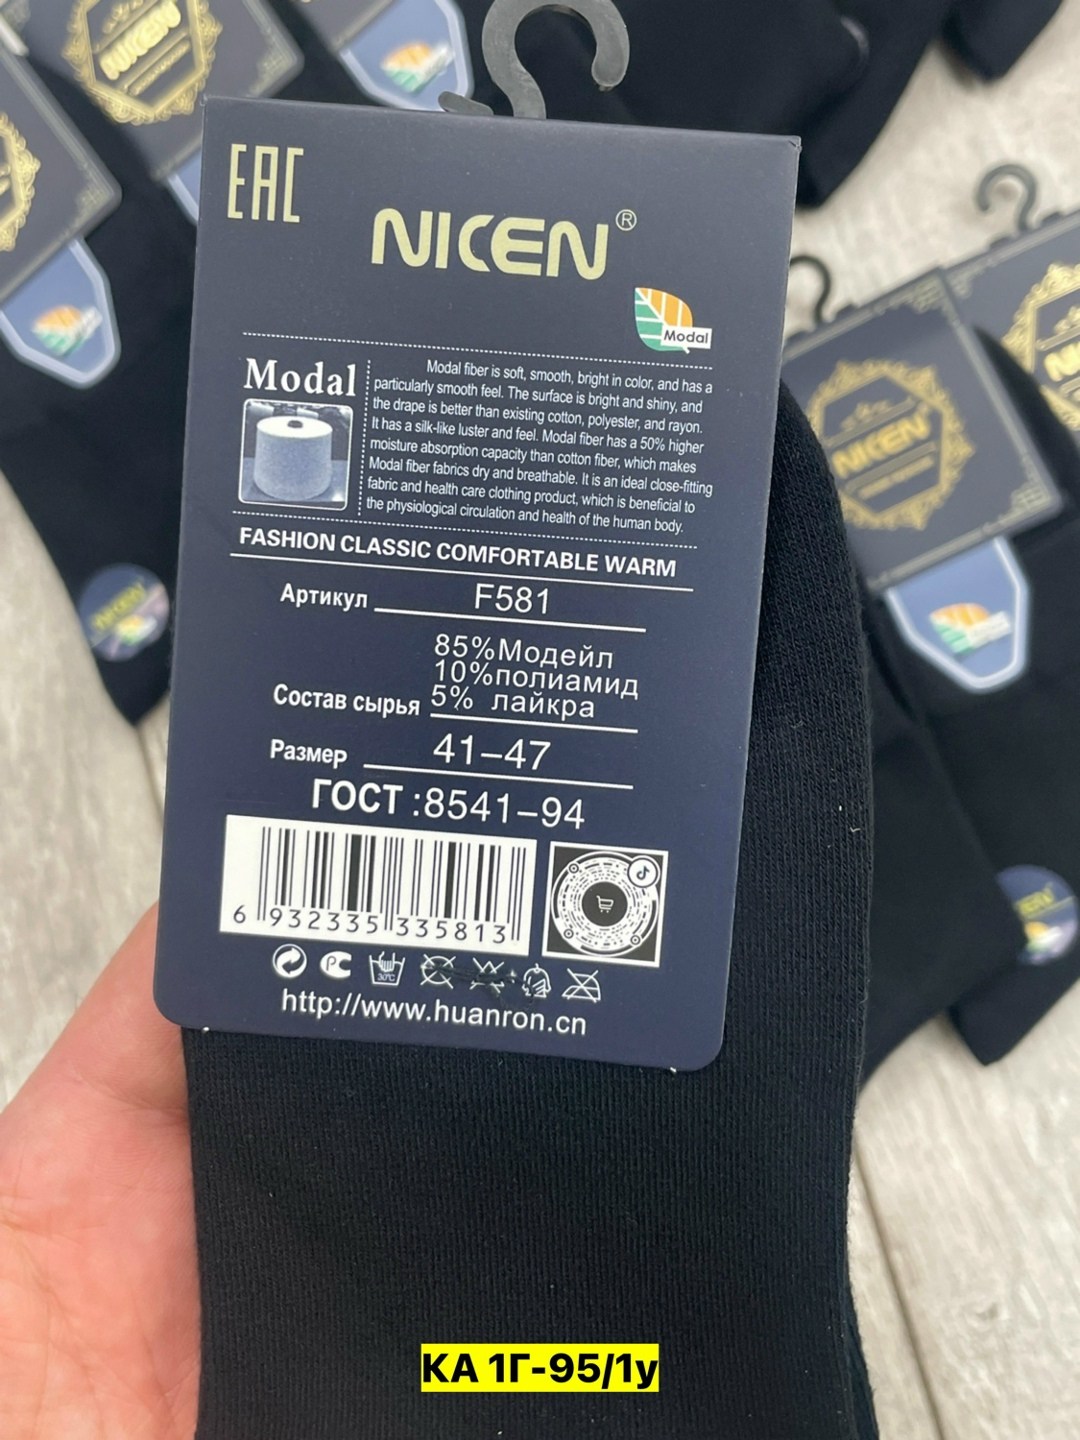 NICEN
EAC
NICEN®
Modal
Modal
Modal fiber is soft, smooth, bright in color, and has a
particularly smooth feel. The surface is bright and shiny, and
the drape is better than existing cotton, polyester, and rayon.
It has a silk-like luster and feel. Modal fiber has a 50% higher
moisture absorption capacity than cotton fiber, which makes
Modal fiber fabrics dry and breathable. It is an ideal close-fitting
fabric and health care clothing product, which is beneficial to
the physiological circulation and health of the human body.
FASHION CLASSIC COMFORTABLE WARM
Артикул F581
85%Модейл
10%полиамид
Состав сырья 5% лайкра
Размер 41-47
ГОСТ :8541-94
6 932335 335813
30°C
http://www.huanron.cn
NICEN
NICEN
КА 1Г-95/1у